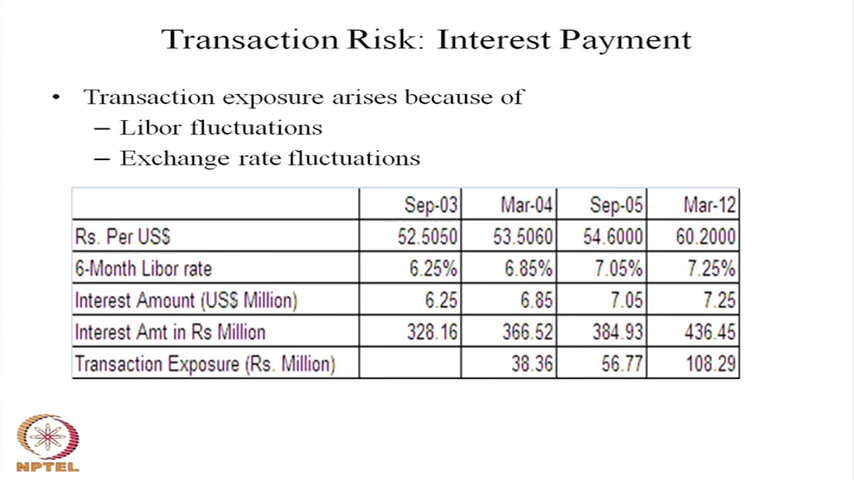 Transaction Risk: Interest Payment
• Transaction exposure arises because of
– Libor fluctuations
– Exchange rate fluctuations
Sep-03 Mar-04 Sep-05 Mar-12
Rs. Per US$ 52.5050 53.5060 54.6000 60.2000
6-Month Libor rate 6.25% 6.85% 7.05% 7.25%
Interest Amount (US$ Million) 6.25 6.85 7.05 7.25
Interest Amt in Rs Million 328.16 366.52 384.93 436.45
Transaction Exposure (Rs. Million) 38.36 56.77 108.29
NPTEL